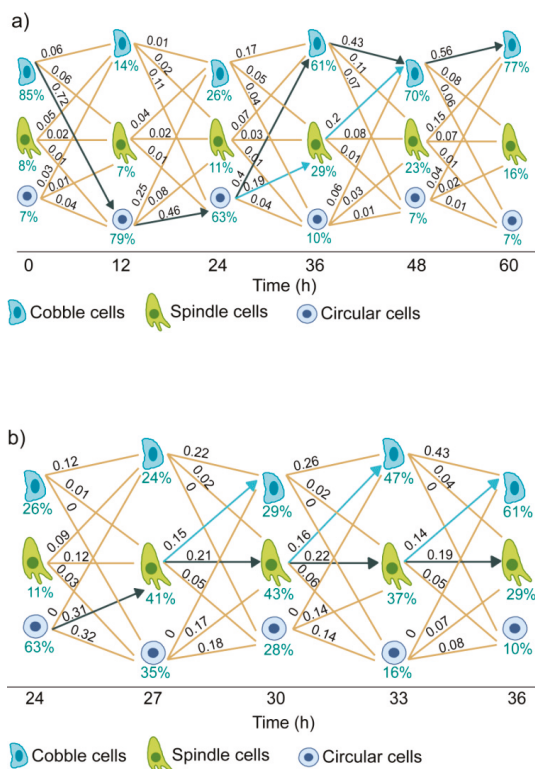 a)
0.06 0.01 0.17 0.43 0.56
0.06 0.02 0.05 0.11 0.08
0.72 0.11 0.04 0.07 0.06
85% 14% 26% 61% 70% 77%
0.05 0.04 0.07 0.2 0.15
0.02 0.02 0.03 0.08 0.07
0.01 0.01 0.01 0.01 0.01
8% 7% 11% 29% 23% 16%
0.03 0.25 0.4 0.06 0.04
0.01 0.08 0.19 0.03 0.02
0.04 0.46 0.04 0.01 0.01
7% 79% 63% 10% 7% 7%
0 12 24 36 48 60
Time (h)
Cobble cells Spindle cells Circular cells
b)
0.12 0.22 0.26 0.43
0.01 0.02 0.02 0.04
0 0 0 0
26% 24% 29% 47% 61%
0.09 0.15 0.16 0.14
0.12 0.21 0.22 0.19
0.03 0.05 0.06 0.05
11% 41% 43% 37% 29%
0 0 0 0
0.31 0.17 0.14 0.07
0.32 0.18 0.14 0.08
63% 35% 28% 16% 10%
24 27 30 33 36
Time (h)
Cobble cells Spindle cells Circular cells